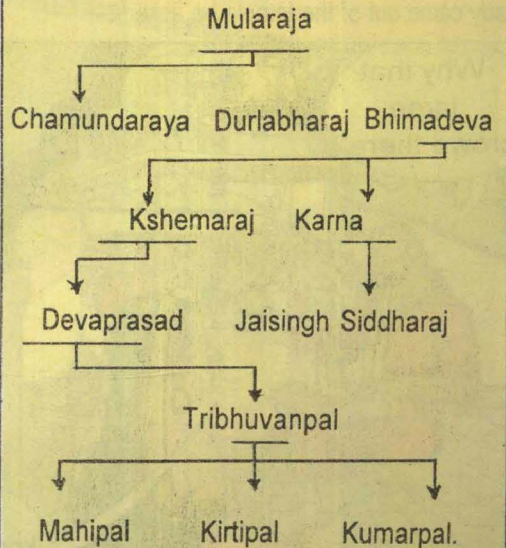 Mularaja
Chamundaraya Durlabharaj Bhimadeva
Kshemaraj Karna
Devaprasad Jaisingh Siddharaj
Tribhuvanpal
Mahipal Kirtipal Kumarpal.